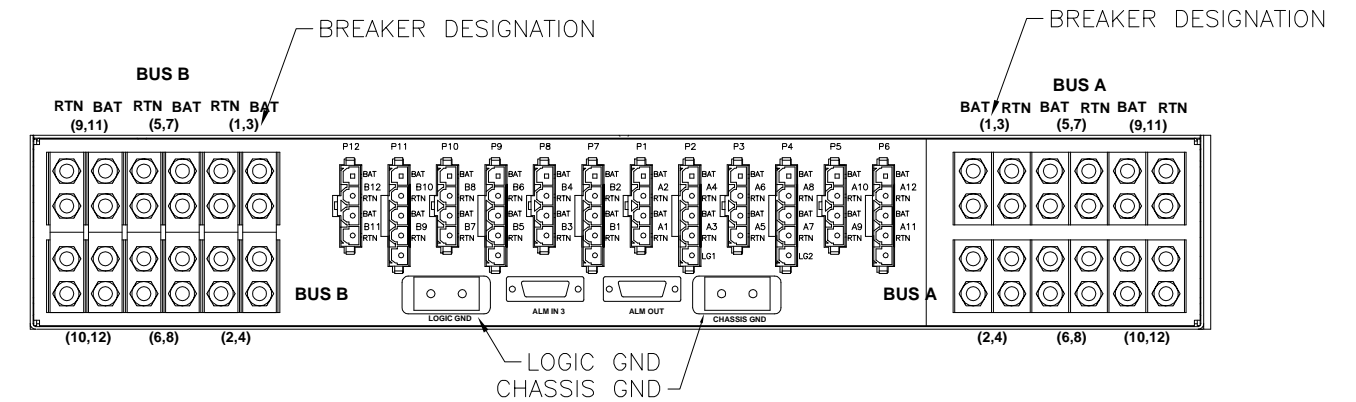 BREAKER DESIGNATION
BREAKER DESIGNATION
BUS B
BUS A
RTN BAT RTN BAT RTN BAT
BAT RTN BAT RTN BAT RTN
(9,11) (5,7) (1,3)
(1,3) (5,7) (9,11)
P12 P11 P10 P9 P8 P7 P1 P2 P3 P4 P5 P6
BAT BAT BAT BAT BAT BAT BAT BAT BAT BAT BAT BAT
B12 B10 B8 B6 B4 B2 A2 A4 A6 A8 A10 A12
RTN RTN RTN RTN RTN RTN RTN RTN RTN RTN RTN RTN
BAT BAT BAT BAT BAT BAT BAT BAT BAT BAT BAT BAT
B11 B9 B7 B5 B3 B1 A1 A3 A5 A7 A9 A11
RTN RTN RTN RTN RTN RTN RTN RTN RTN RTN RTN RTN
LG1 LG2
BUS B
BUS A
LOGIC GND
ALM IN 3
ALM OUT
CHASSIS GND
(10,12) (6,8) (2,4)
(2,4) (6,8) (10,12)
LOGIC GND
CHASSIS GND